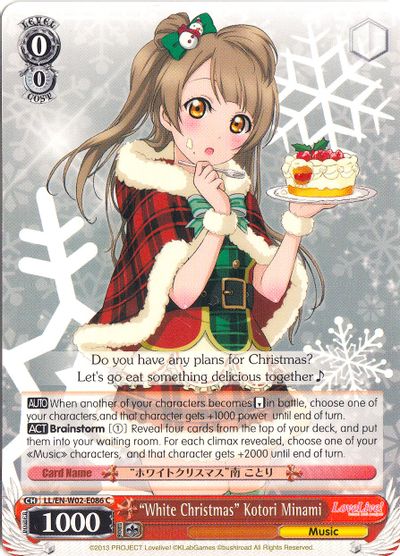 LEVEL
0
0
COST
Do you have any plans for Christmas?
Let's go eat something delicious together♪
AUTO When another of your characters becomes [▼] in battle, choose one of
your characters,and that character gets +1000 power until end of turn.
ACT Brainstorm [①] Reveal four cards from the top of your deck, and put
them into your waiting room. For each climax revealed, choose one of your
«Music» characters, and that character gets +2000 power until end of turn.
Card Name "ホワイトクリスマス"南 ことり
CH LL/EN-W02-E086 C
1000
"White Christmas" Kotori Minami
LoveLive!
Music
©2013 PROJECT Lovelive! ©KLabGames ©bushiroad All Rights Reserved.